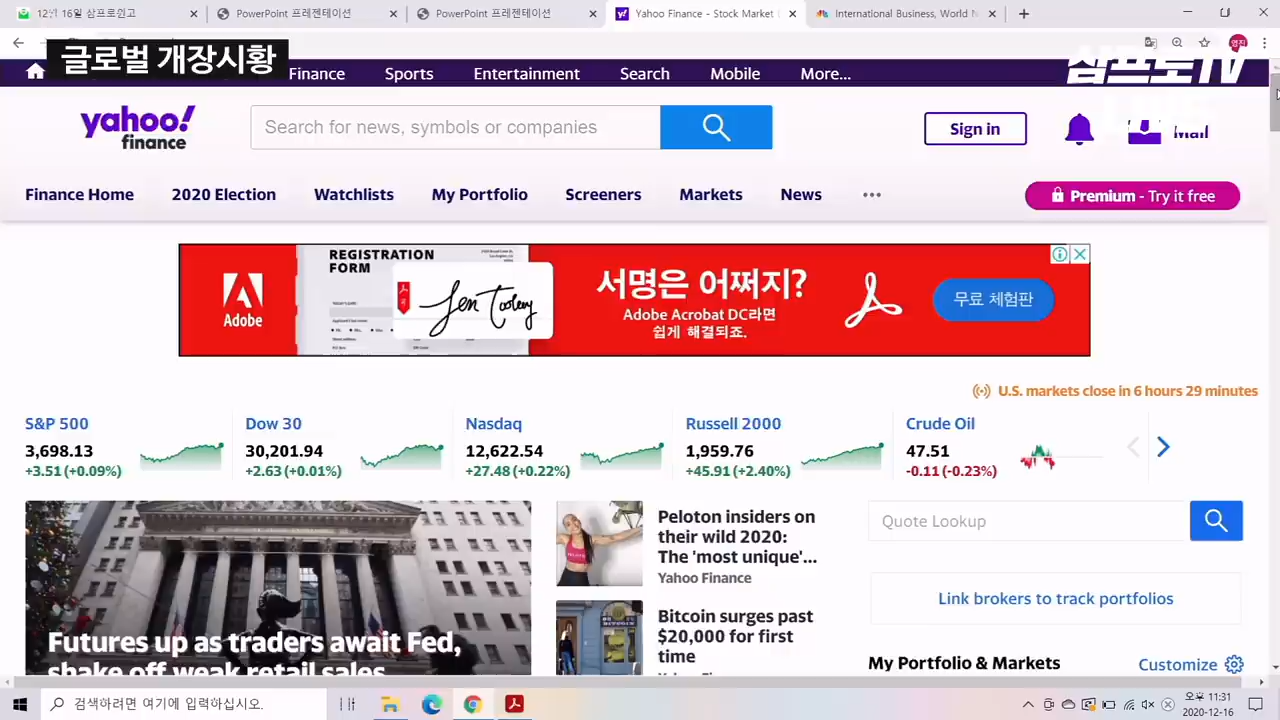 12월 16일 삼프로윈고
PowerPoint 프레젠테이션
PowerPoint 프레젠테이션
Yahoo Finance - Stock Market
International Business, World N
글로벌 개장시황
삼프로TV
Finance Sports Entertainment Search Mobile More...
yahoo!
finance
Search for news, symbols or companies
Sign in
Mail
Finance Home 2020 Election Watchlists My Portfolio Screeners Markets News
Premium - Try it free
REGISTRATION
FORM
Adobe
서명은 어쩌지?
Adobe Acrobat DC라면
쉽게 해결되죠.
무료 체험판
U.S. markets close in 6 hours 29 minutes
S&P 500 Dow 30 Nasdaq Russell 2000 Crude Oil
3,698.13 30,201.94 12,622.54 1,959.76 47.51
+3.51 (+0.09%) +2.63 (+0.01%) +27.48 (+0.22%) +45.91 (+2.40%) -0.11 (-0.23%)
Futures up as traders await Fed,
shake off weak retail sales
Peloton insiders on
their wild 2020:
The 'most unique'...
Yahoo Finance
Bitcoin surges past
$20,000 for first
time
Quote Lookup
Link brokers to track portfolios
My Portfolio & Markets Customize
검색하려면 여기에 입력하십시오.
오후 11:31
2020-12-16